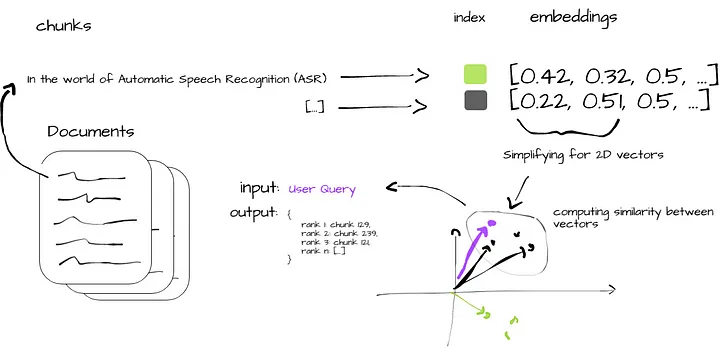 chunks
index
embeddings
In the world of Automatic Speech Recognition (ASR)
[0.42, 0.32, 0.5, ...]
[...]
[0.22, 0.51, 0.5, ...]
Documents
Simplifying for 2D vectors
input: User Query
output: {
rank 1: chunk 129,
rank 2: chunk 239,
rank 3: chunk 121,
rank n: [...]
}
computing similarity between
vectors